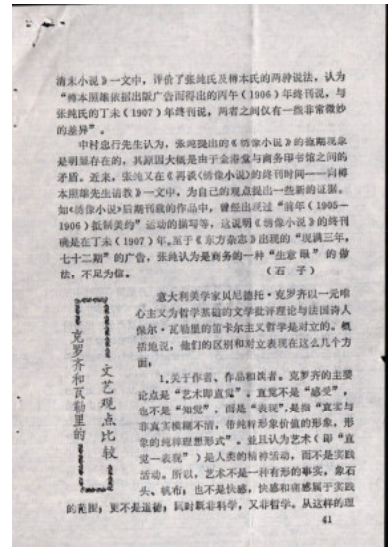 清末小说》一文中，评价了张纯氏及樽本氏的两种说法，认为
“樽本照雄依据出版广告而得出的丙午（1906）年终刊说，与
张纯氏的丁未（1907）年终刊说，两者之间仅有一些非常微妙
的差异”。
中村忠行先生认为，张纯提出的《绣像小说》的拖期现象
是明显存在的，其原因大概是由于金港堂与商务印书馆之间的
矛盾。近来，张纯又在《再谈〈绣像小说〉的终刊时间——向樽
本照雄先生请教》一文中，为自己的观点提出一些新的证据。
如《绣像小说》后期刊载的作品中，曾经出现过“前年（1905—
1906）抵制美约”运动的描写等，这说明《绣像小说》的终刊
确是在丁未（1907）年。至于《东方杂志》出现的“现满三年，
七十二期”的广告，张纯认为是商务的一种“生意眼”的做
法，不足为信。（石 子）
克罗齐和瓦勒里的
文艺观点比较
意大利美学家贝尼德托·克罗齐以一元唯
心主义为哲学基础的文学批评理论与法国诗人
保尔·瓦勒里的笛卡尔主义哲学是对立的。概
括地说，他们的区别和对立表现在这么几个方
面：
1.关于作者、作品和读者。克罗齐的主要
论点是“艺术即直觉”。直觉不是“感受”，
也不是“知觉”，而是“表现”，是指“直实与
非真实模糊不清，带纯粹形象价值的形象，形
象的纯粹理想形式”。並且认为艺术（即“直
觉—表现”）是人类的精神活动，而不是实践
活动。所以，艺术不是一种有形的事实，象石
头、帆布；也不是快感，快感和痛感属于实践
的范围；更不是道德；同时既非科学，又非哲学。从这样的理
41